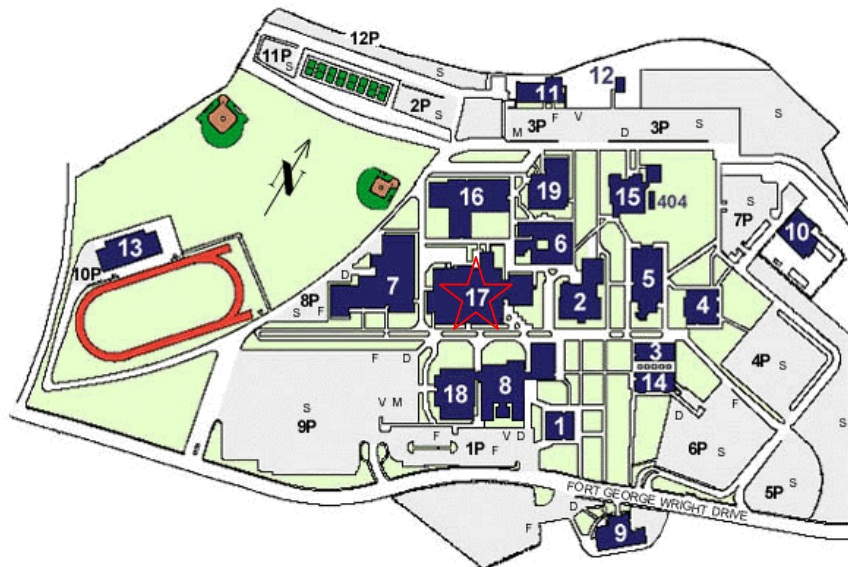 12P
11P S
S
2P S
11
12
F V
M 3P
D 3P S
S
16
19
15
404
7P S
10
6
13
10P
7
D
8P
S F
17
2
5
4
F D
3
14
18
8
V M
S
9P
F
V D
1P F
1
4P
S
F
D
6P S
S
5P S
FORT GEORGE WRIGHT DRIVE
D
9
F
N